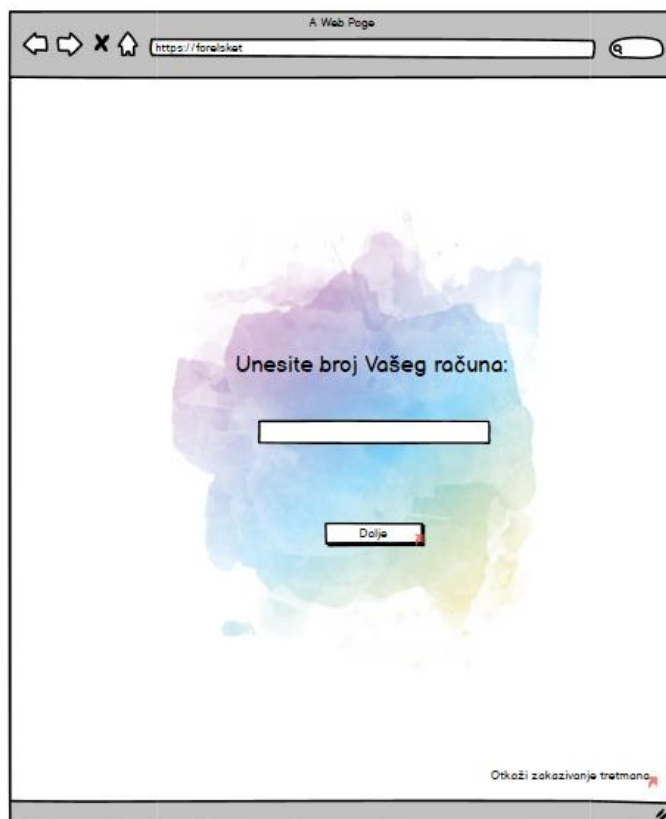 A Web Page
https://forelsket
Unesite broj Vašeg računa:
Dalje
Otkaži zakazivanje tretmana